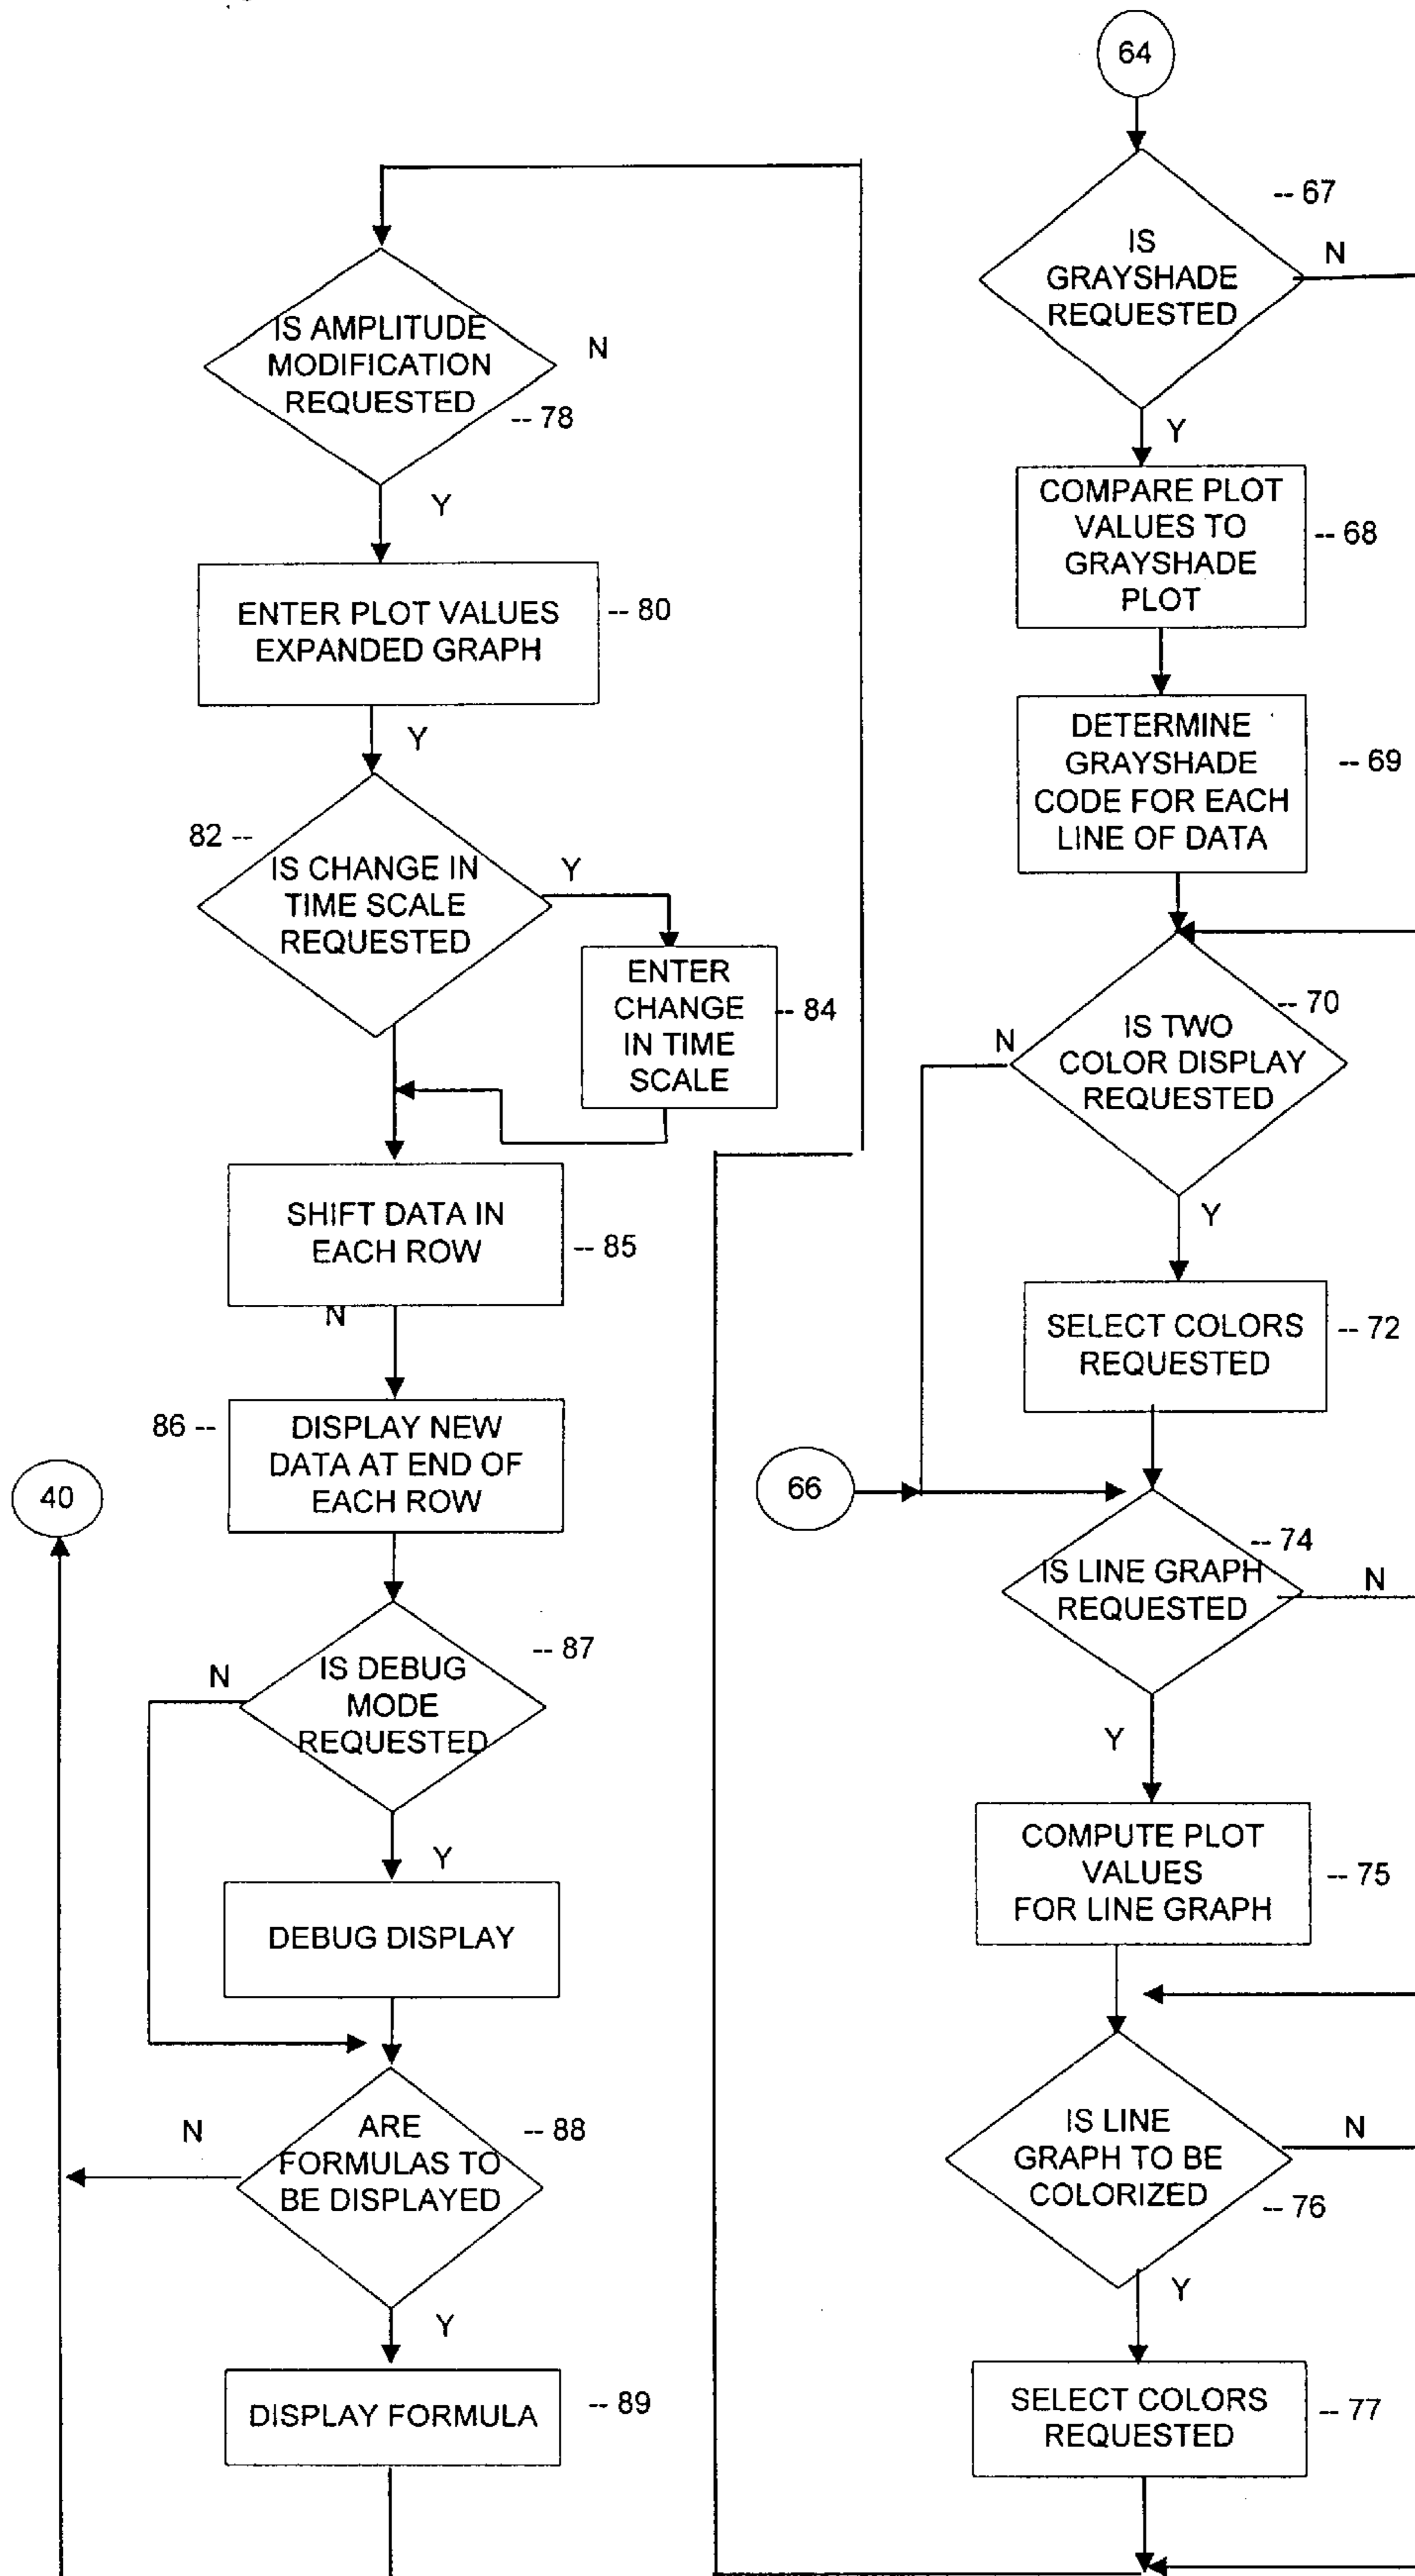 64
-- 67
IS
GRAYSHADE
REQUESTED
N
Y
COMPARE PLOT
VALUES TO
GRAYSHADE
PLOT
-- 68
DETERMINE
GRAYSHADE
CODE FOR EACH
LINE OF DATA
-- 69
-- 70
IS TWO
COLOR DISPLAY
REQUESTED
N
Y
SELECT COLORS
REQUESTED
-- 72
66
-- 74
IS LINE GRAPH
REQUESTED
N
Y
COMPUTE PLOT
VALUES
FOR LINE GRAPH
-- 75
IS LINE
GRAPH TO BE
COLORIZED
N
-- 76
Y
SELECT COLORS
REQUESTED
-- 77
IS AMPLITUDE
MODIFICATION
REQUESTED
N
-- 78
Y
ENTER PLOT VALUES
EXPANDED GRAPH
-- 80
Y
82 --
IS CHANGE IN
TIME SCALE
REQUESTED
Y
ENTER
CHANGE
IN TIME
SCALE
-- 84
SHIFT DATA IN
EACH ROW
-- 85
N
86 --
DISPLAY NEW
DATA AT END OF
EACH ROW
40
-- 87
IS DEBUG
MODE
REQUESTED
N
Y
DEBUG DISPLAY
ARE
FORMULAS TO
BE DISPLAYED
-- 88
N
Y
DISPLAY FORMULA
-- 89